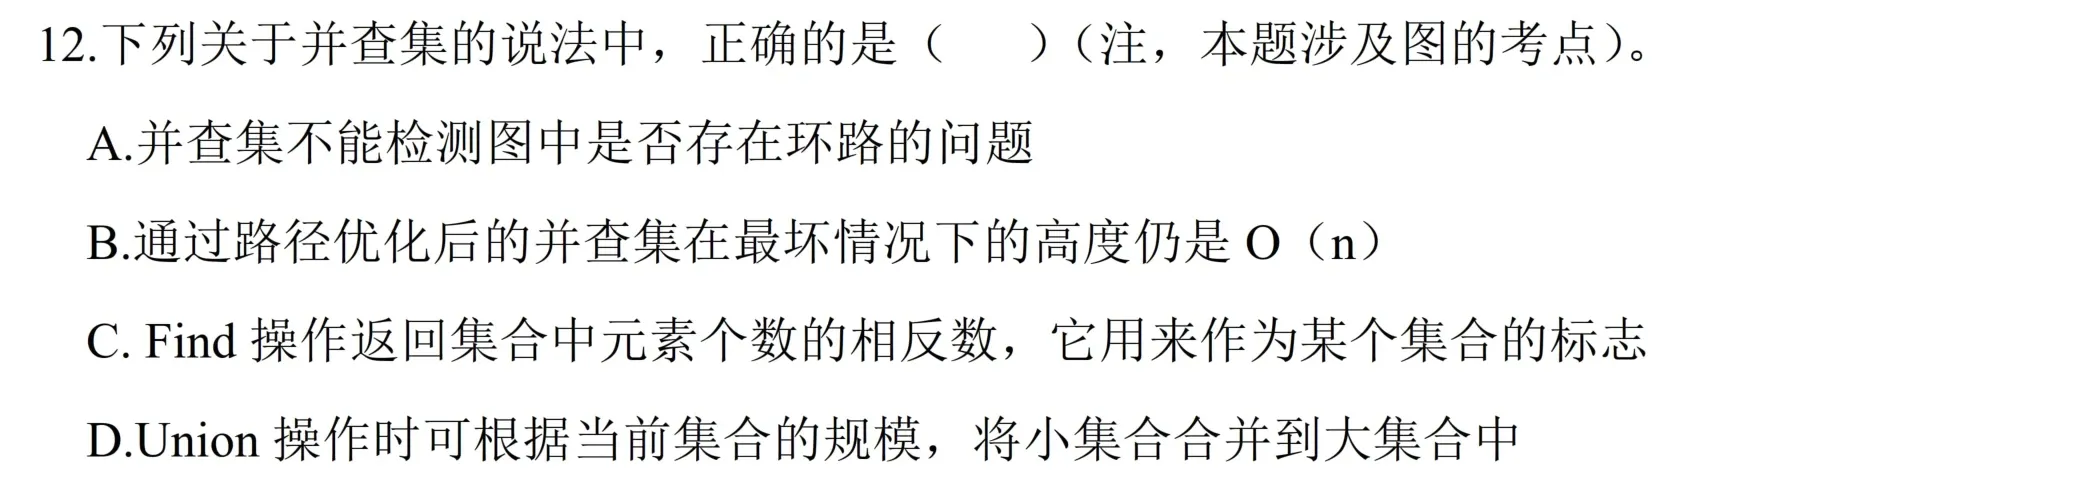 12.下列关于并查集的说法中，正确的是（　　）（注，本题涉及图的考点）。
A.并查集不能检测图中是否存在环路的问题
B.通过路径优化后的并查集在最坏情况下的高度仍是 O（n）
C. Find 操作返回集合中元素个数的相反数，它用来作为某个集合的标志
D.Union 操作时可根据当前集合的规模，将小集合合并到大集合中